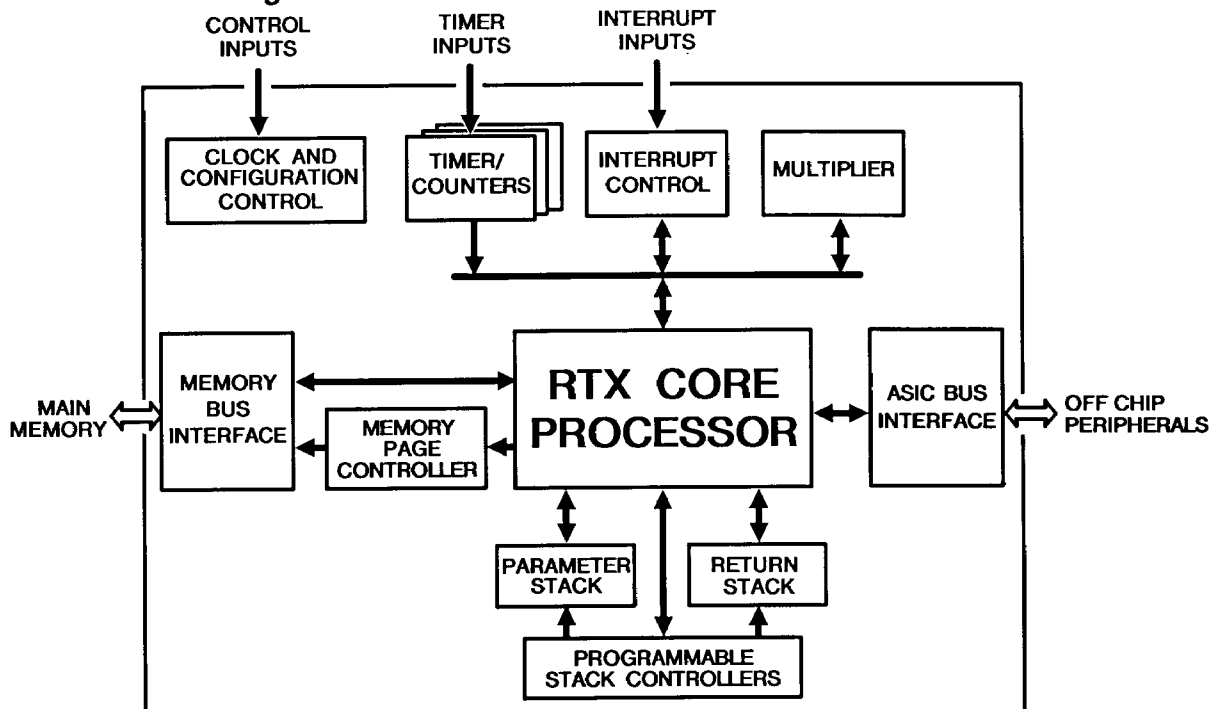 CONTROL
INPUTS
TIMER
INPUTS
INTERRUPT
INPUTS
CLOCK AND
CONFIGURATION
CONTROL
TIMER/
COUNTERS
INTERRUPT
CONTROL
MULTIPLIER
MAIN
MEMORY
MEMORY
BUS
INTERFACE
MEMORY
PAGE
CONTROLLER
RTX CORE
PROCESSOR
ASIC BUS
INTERFACE
OFF CHIP
PERIPHERALS
PARAMETER
STACK
RETURN
STACK
PROGRAMMABLE
STACK CONTROLLERS